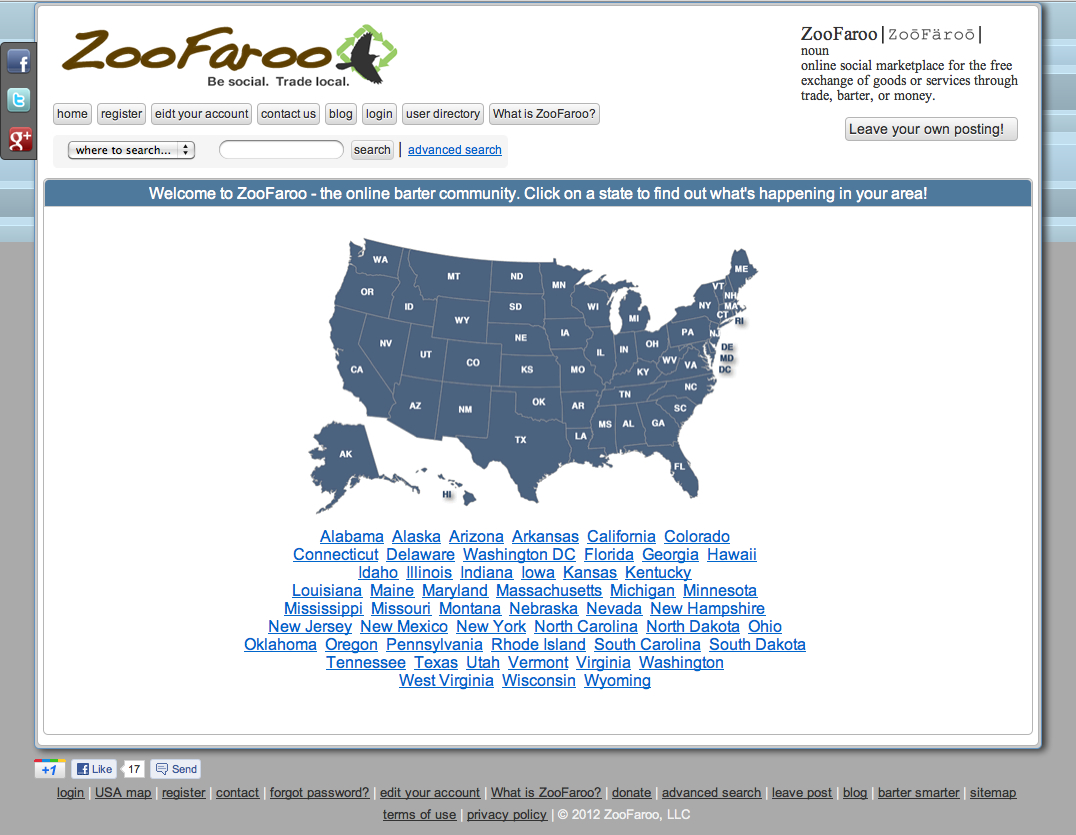 ZooFaroo
Be social. Trade local.
ZooFaroo |ZoōFäroō|
noun
online social marketplace for the free
exchange of goods or services through
trade, barter, or money.
home register eidt your account contact us blog login user directory What is ZooFaroo?
Leave your own posting!
where to search... search | advanced search
Welcome to ZooFaroo - the online barter community. Click on a state to find out what's happening in your area!
WA
MT
ND
MN
ME
OR
ID
SD
WI
VT
NH
NY
MA
WY
MI
CT
RI
NV
NE
IA
PA
NJ
UT
CO
IL
IN
OH
DE
MD
DC
CA
KS
MO
WV
VA
KY
NC
AZ
NM
OK
AR
TN
SC
TX
LA
MS
AL
GA
AK
FL
HI
Alabama Alaska Arizona Arkansas California Colorado
Connecticut Delaware Washington DC Florida Georgia Hawaii
Idaho Illinois Indiana Iowa Kansas Kentucky
Louisiana Maine Maryland Massachusetts Michigan Minnesota
Mississippi Missouri Montana Nebraska Nevada New Hampshire
New Jersey New Mexico New York North Carolina North Dakota Ohio
Oklahoma Oregon Pennsylvania Rhode Island South Carolina South Dakota
Tennessee Texas Utah Vermont Virginia Washington
West Virginia Wisconsin Wyoming
+1 f Like 17 Send
login | USA map | register | contact | forgot password? | edit your account | What is ZooFaroo? | donate | advanced search | leave post | blog | barter smarter | sitemap
terms of use | privacy policy | © 2012 ZooFaroo, LLC
f
t
g+